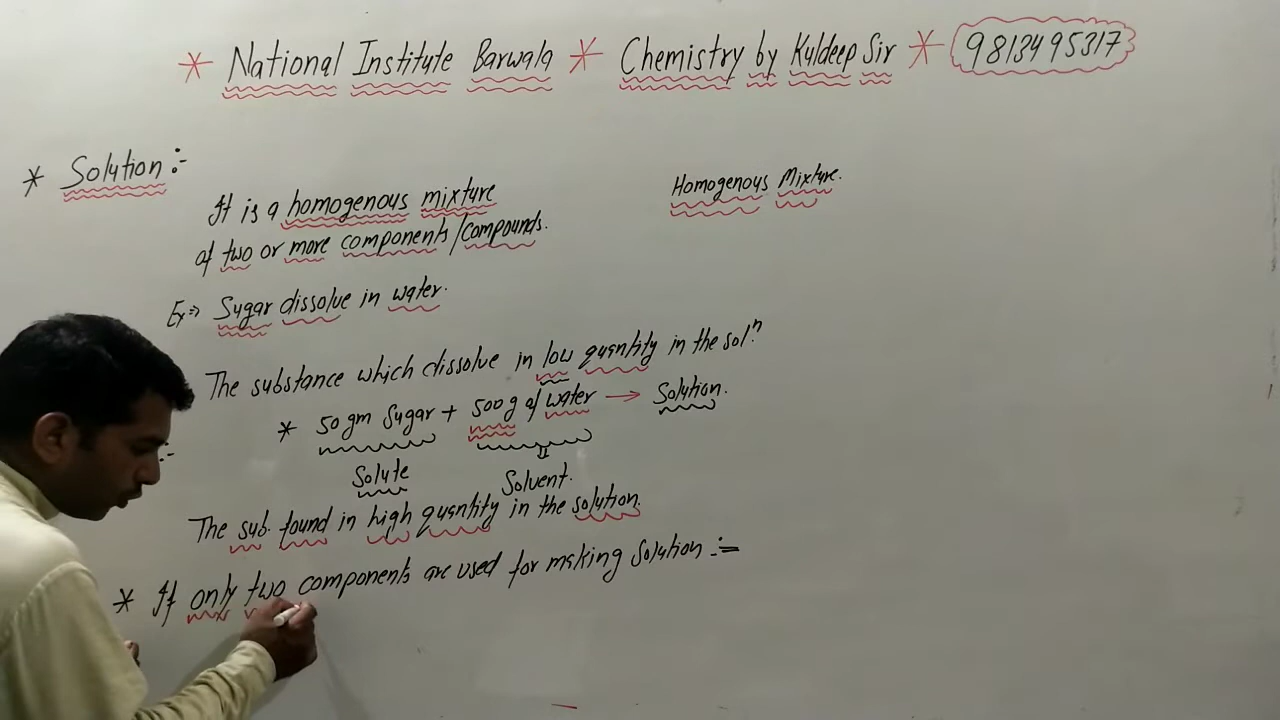 * National Institute Barwala * Chemistry by Kuldeep Sir * 9813495317
* Solution :-
It is a homogenous mixture
of two or more components/compounds.
Homogenous Mixture.
Ex⇒ Sugar dissolve in water.
The substance which dissolve in low quantity in the solⁿ.
* 50 gm Sugar + 500g of water → Solution.
:-
Solute
Solvent.
The sub. found in high quantity in the solution.
* If only two components are used for making Solution :=